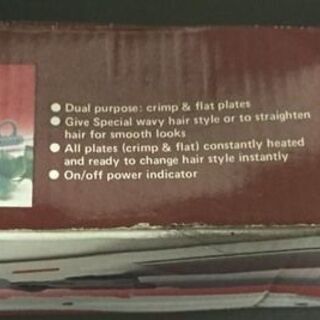 ● Dual purpose: crimp & flat plates
● Give Special wavy hair style or to straighten
hair for smooth looks
● All plates (crimp & flat) constantly heated
and ready to change hair style instantly
● On/off power indicator